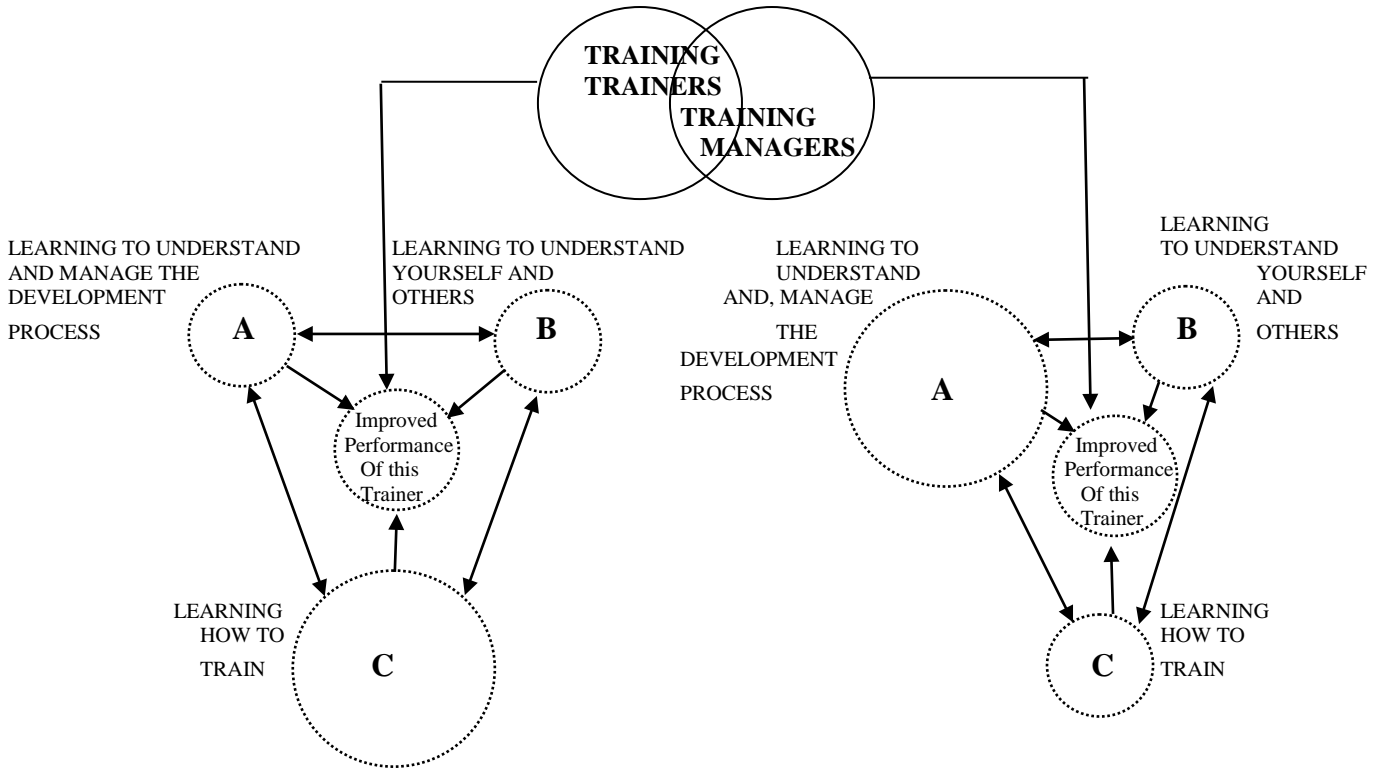 TRAINING
TRAINERS
TRAINING
MANAGERS
LEARNING TO UNDERSTAND
AND MANAGE THE
DEVELOPMENT
PROCESS
A
LEARNING TO UNDERSTAND
YOURSELF AND
OTHERS
B
Improved
Performance
Of this
Trainer
LEARNING
HOW TO
TRAIN
C
LEARNING TO
UNDERSTAND
AND, MANAGE
THE
DEVELOPMENT
PROCESS
A
LEARNING
TO UNDERSTAND
YOURSELF
AND
OTHERS
B
Improved
Performance
Of this
Trainer
LEARNING
HOW TO
TRAIN
C